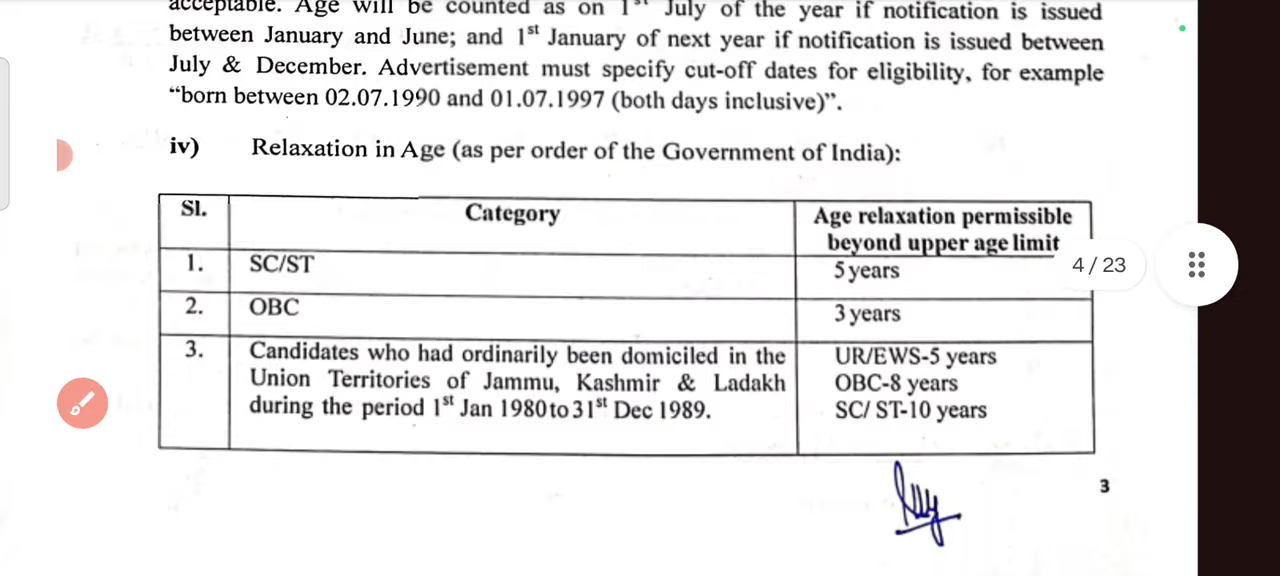 acceptable. Age will be counted as on 1st July of the year if notification is issued
between January and June; and 1st January of next year if notification is issued between
July & December. Advertisement must specify cut-off dates for eligibility, for example
“born between 02.07.1990 and 01.07.1997 (both days inclusive)”.
iv) Relaxation in Age (as per order of the Government of India):
Sl. Category Age relaxation permissible
beyond upper age limit
4 / 23
1. SC/ST 5 years
2. OBC 3 years
3. Candidates who had ordinarily been domiciled in the UR/EWS-5 years
Union Territories of Jammu, Kashmir & Ladakh OBC-8 years
during the period 1st Jan 1980to31st Dec 1989. SC/ ST-10 years
3